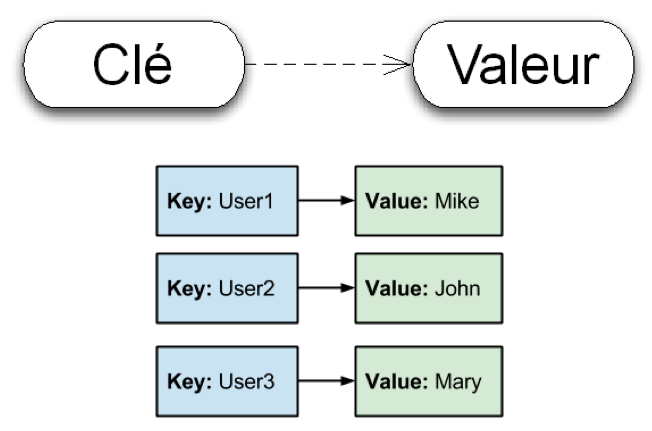 Clé
Valeur
Key: User1
Value: Mike
Key: User2
Value: John
Key: User3
Value: Mary